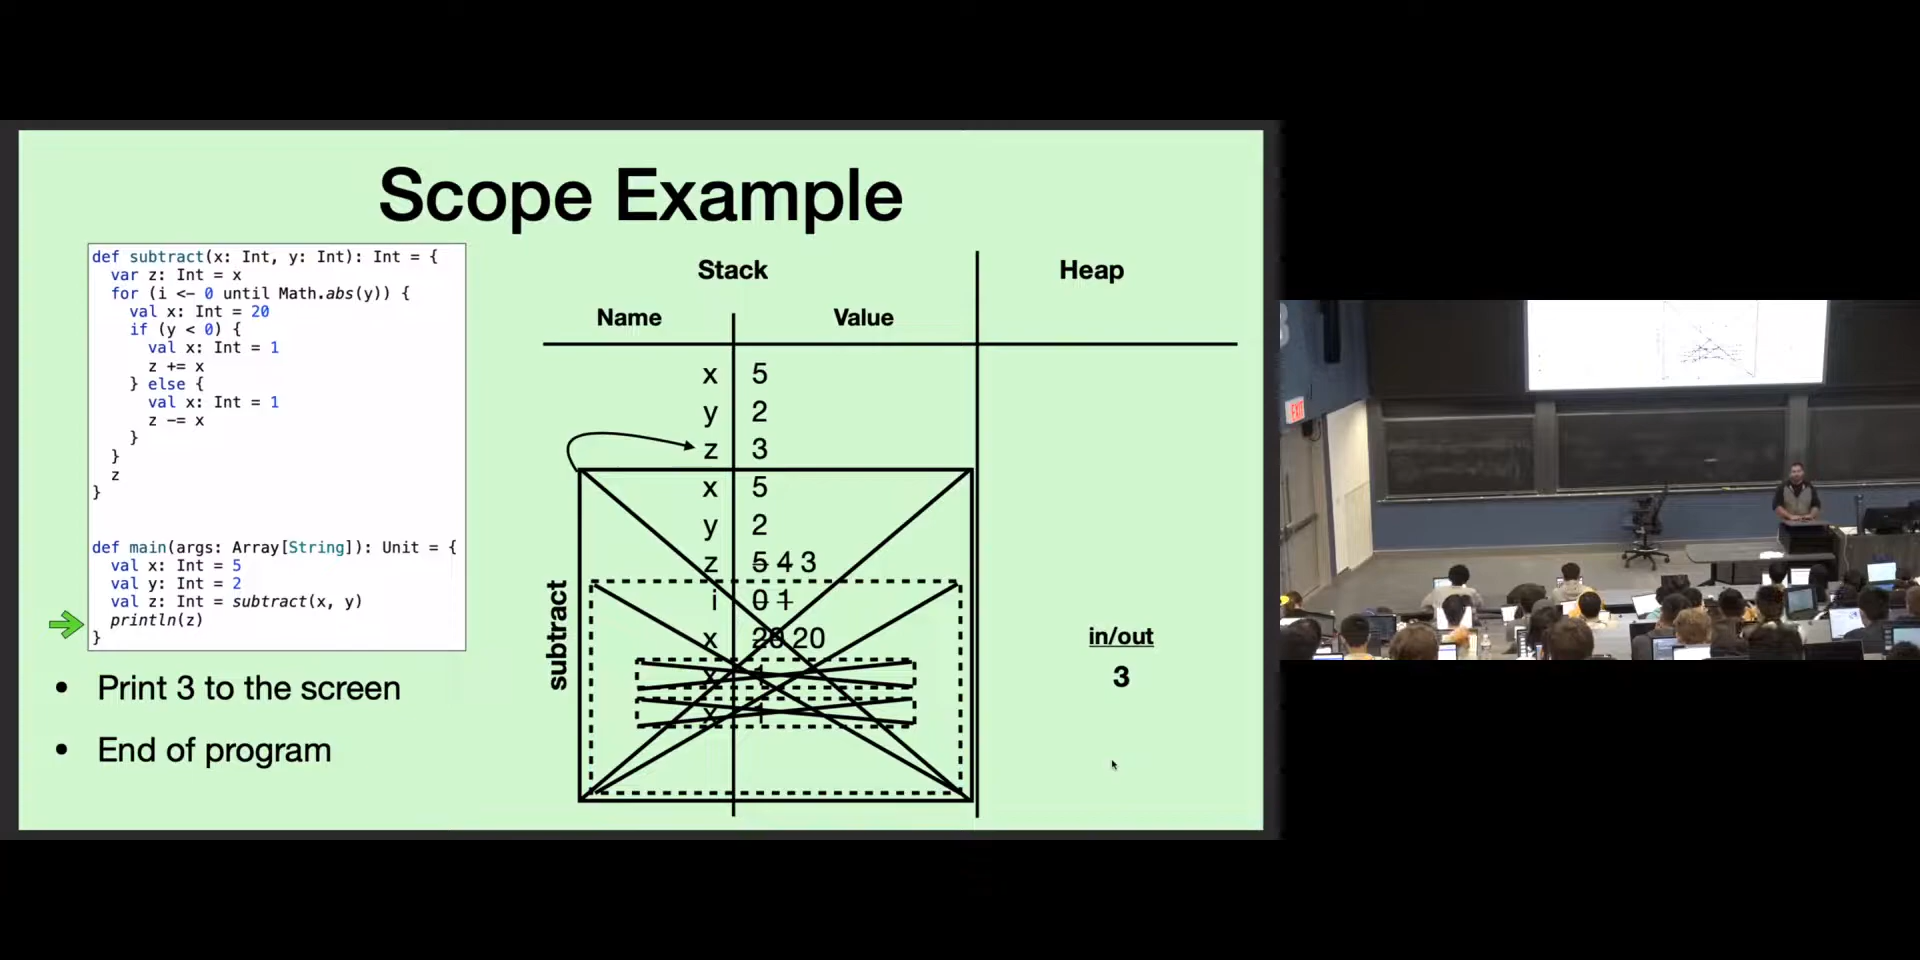 Scope Example
def subtract(x: Int, y: Int): Int = {
  var z: Int = x
  for (i <- 0 until Math.abs(y)) {
    val x: Int = 20
    if (y < 0) {
      val x: Int = 1
      z += x
    } else {
      val x: Int = 1
      z -= x
    }
  }
  z
}
def main(args: Array[String]): Unit = {
  val x: Int = 5
  val y: Int = 2
  val z: Int = subtract(x, y)
  println(z)
}
• Print 3 to the screen
• End of program
Stack
Heap
Name Value
x 5
y 2
z 3
subtract
x 5
y 2
z 5 4 3
i 0 1
x 20 20
x 1
x 1
in/out
3
EXIT